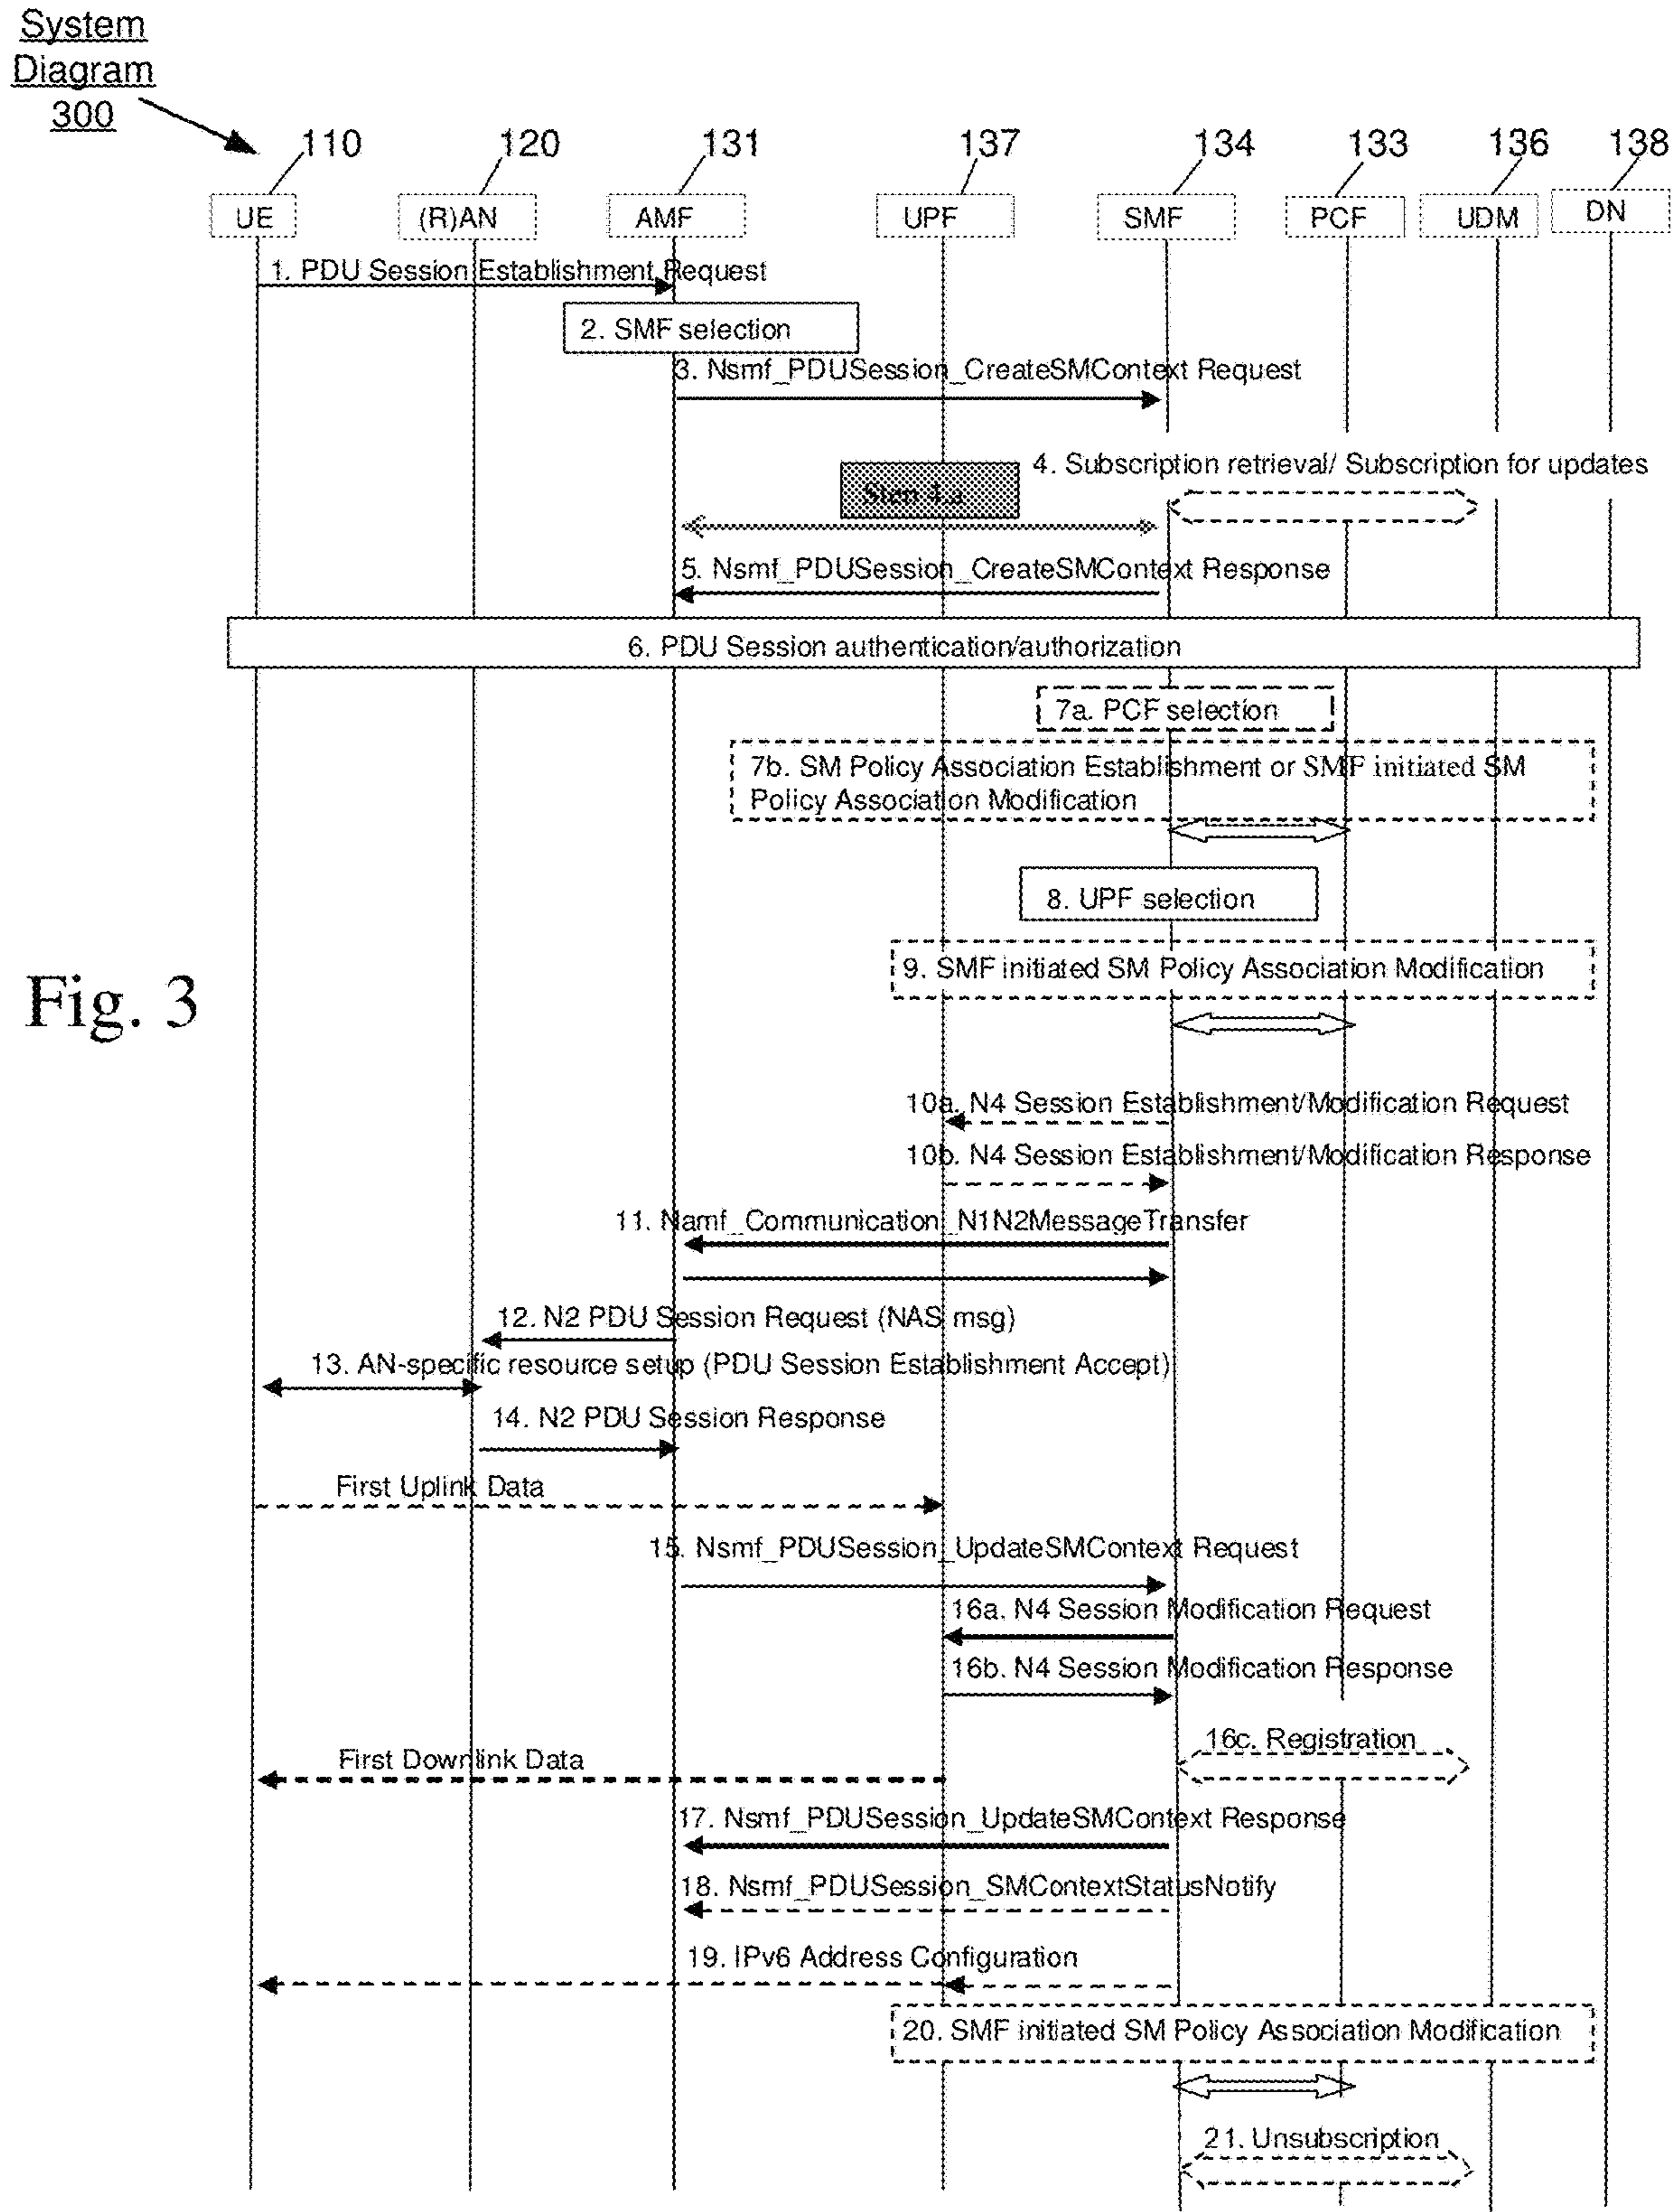 System
Diagram
300
110
120
131
137
134
133
136
138
UE
(R)AN
AMF
UPF
SMF
PCF
UDM
DN
1. PDU Session Establishment Request
2. SMF selection
3. Nsmf_PDUSession_CreateSMContext Request
4. Subscription retrieval/ Subscription for updates
Step 4.a
5. Nsmf_PDUSession_CreateSMContext Response
6. PDU Session authentication/authorization
7a. PCF selection
7b. SM Policy Association Establishment or SMF initiated SM
Policy Association Modification
8. UPF selection
9. SMF initiated SM Policy Association Modification
Fig. 3
10a. N4 Session Establishment/Modification Request
10b. N4 Session Establishment/Modification Response
11. Namf_Communication_N1N2MessageTransfer
12. N2 PDU Session Request (NAS msg)
13. AN-specific resource setup (PDU Session Establishment Accept)
14. N2 PDU Session Response
First Uplink Data
15. Nsmf_PDUSession_UpdateSMContext Request
16a. N4 Session Modification Request
16b. N4 Session Modification Response
16c. Registration
First Downlink Data
17. Nsmf_PDUSession_UpdateSMContext Response
18. Nsmf_PDUSession_SMContextStatusNotify
19. IPv6 Address Configuration
20. SMF initiated SM Policy Association Modification
21. Unsubscription